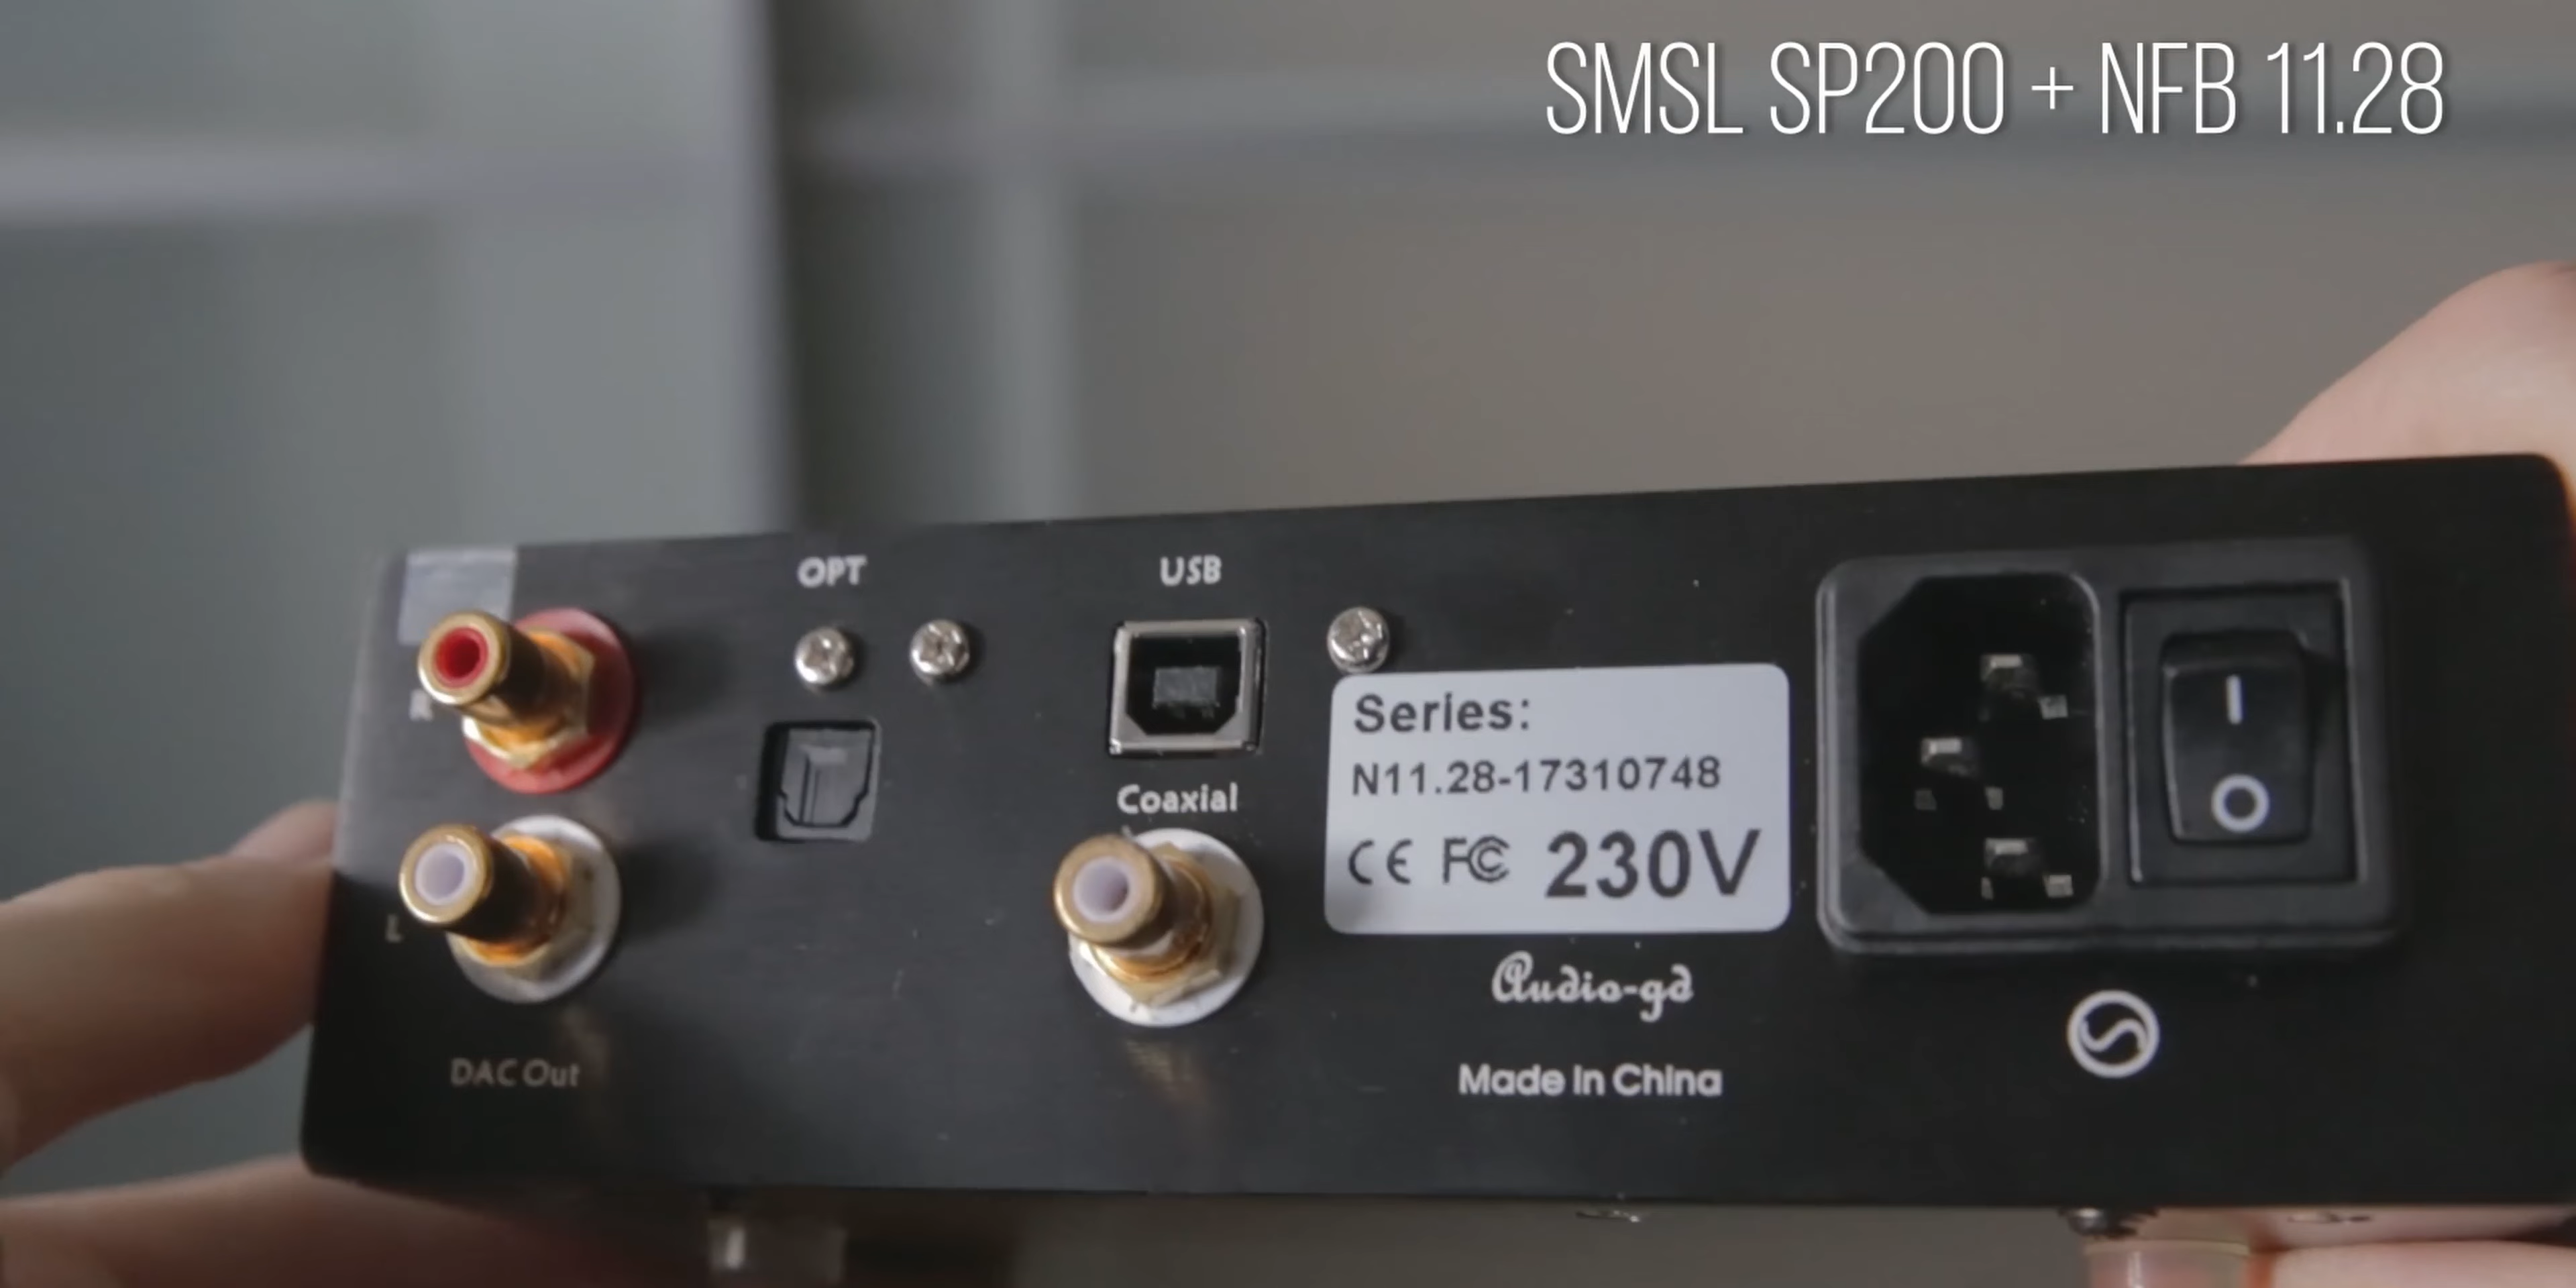 SMSL SP200 + NFB 11.28
OPT
USB
R
Series:
N11.28-17310748
Coaxial
CE FC 230V
L
Audio-gd
DAC Out
Made In China